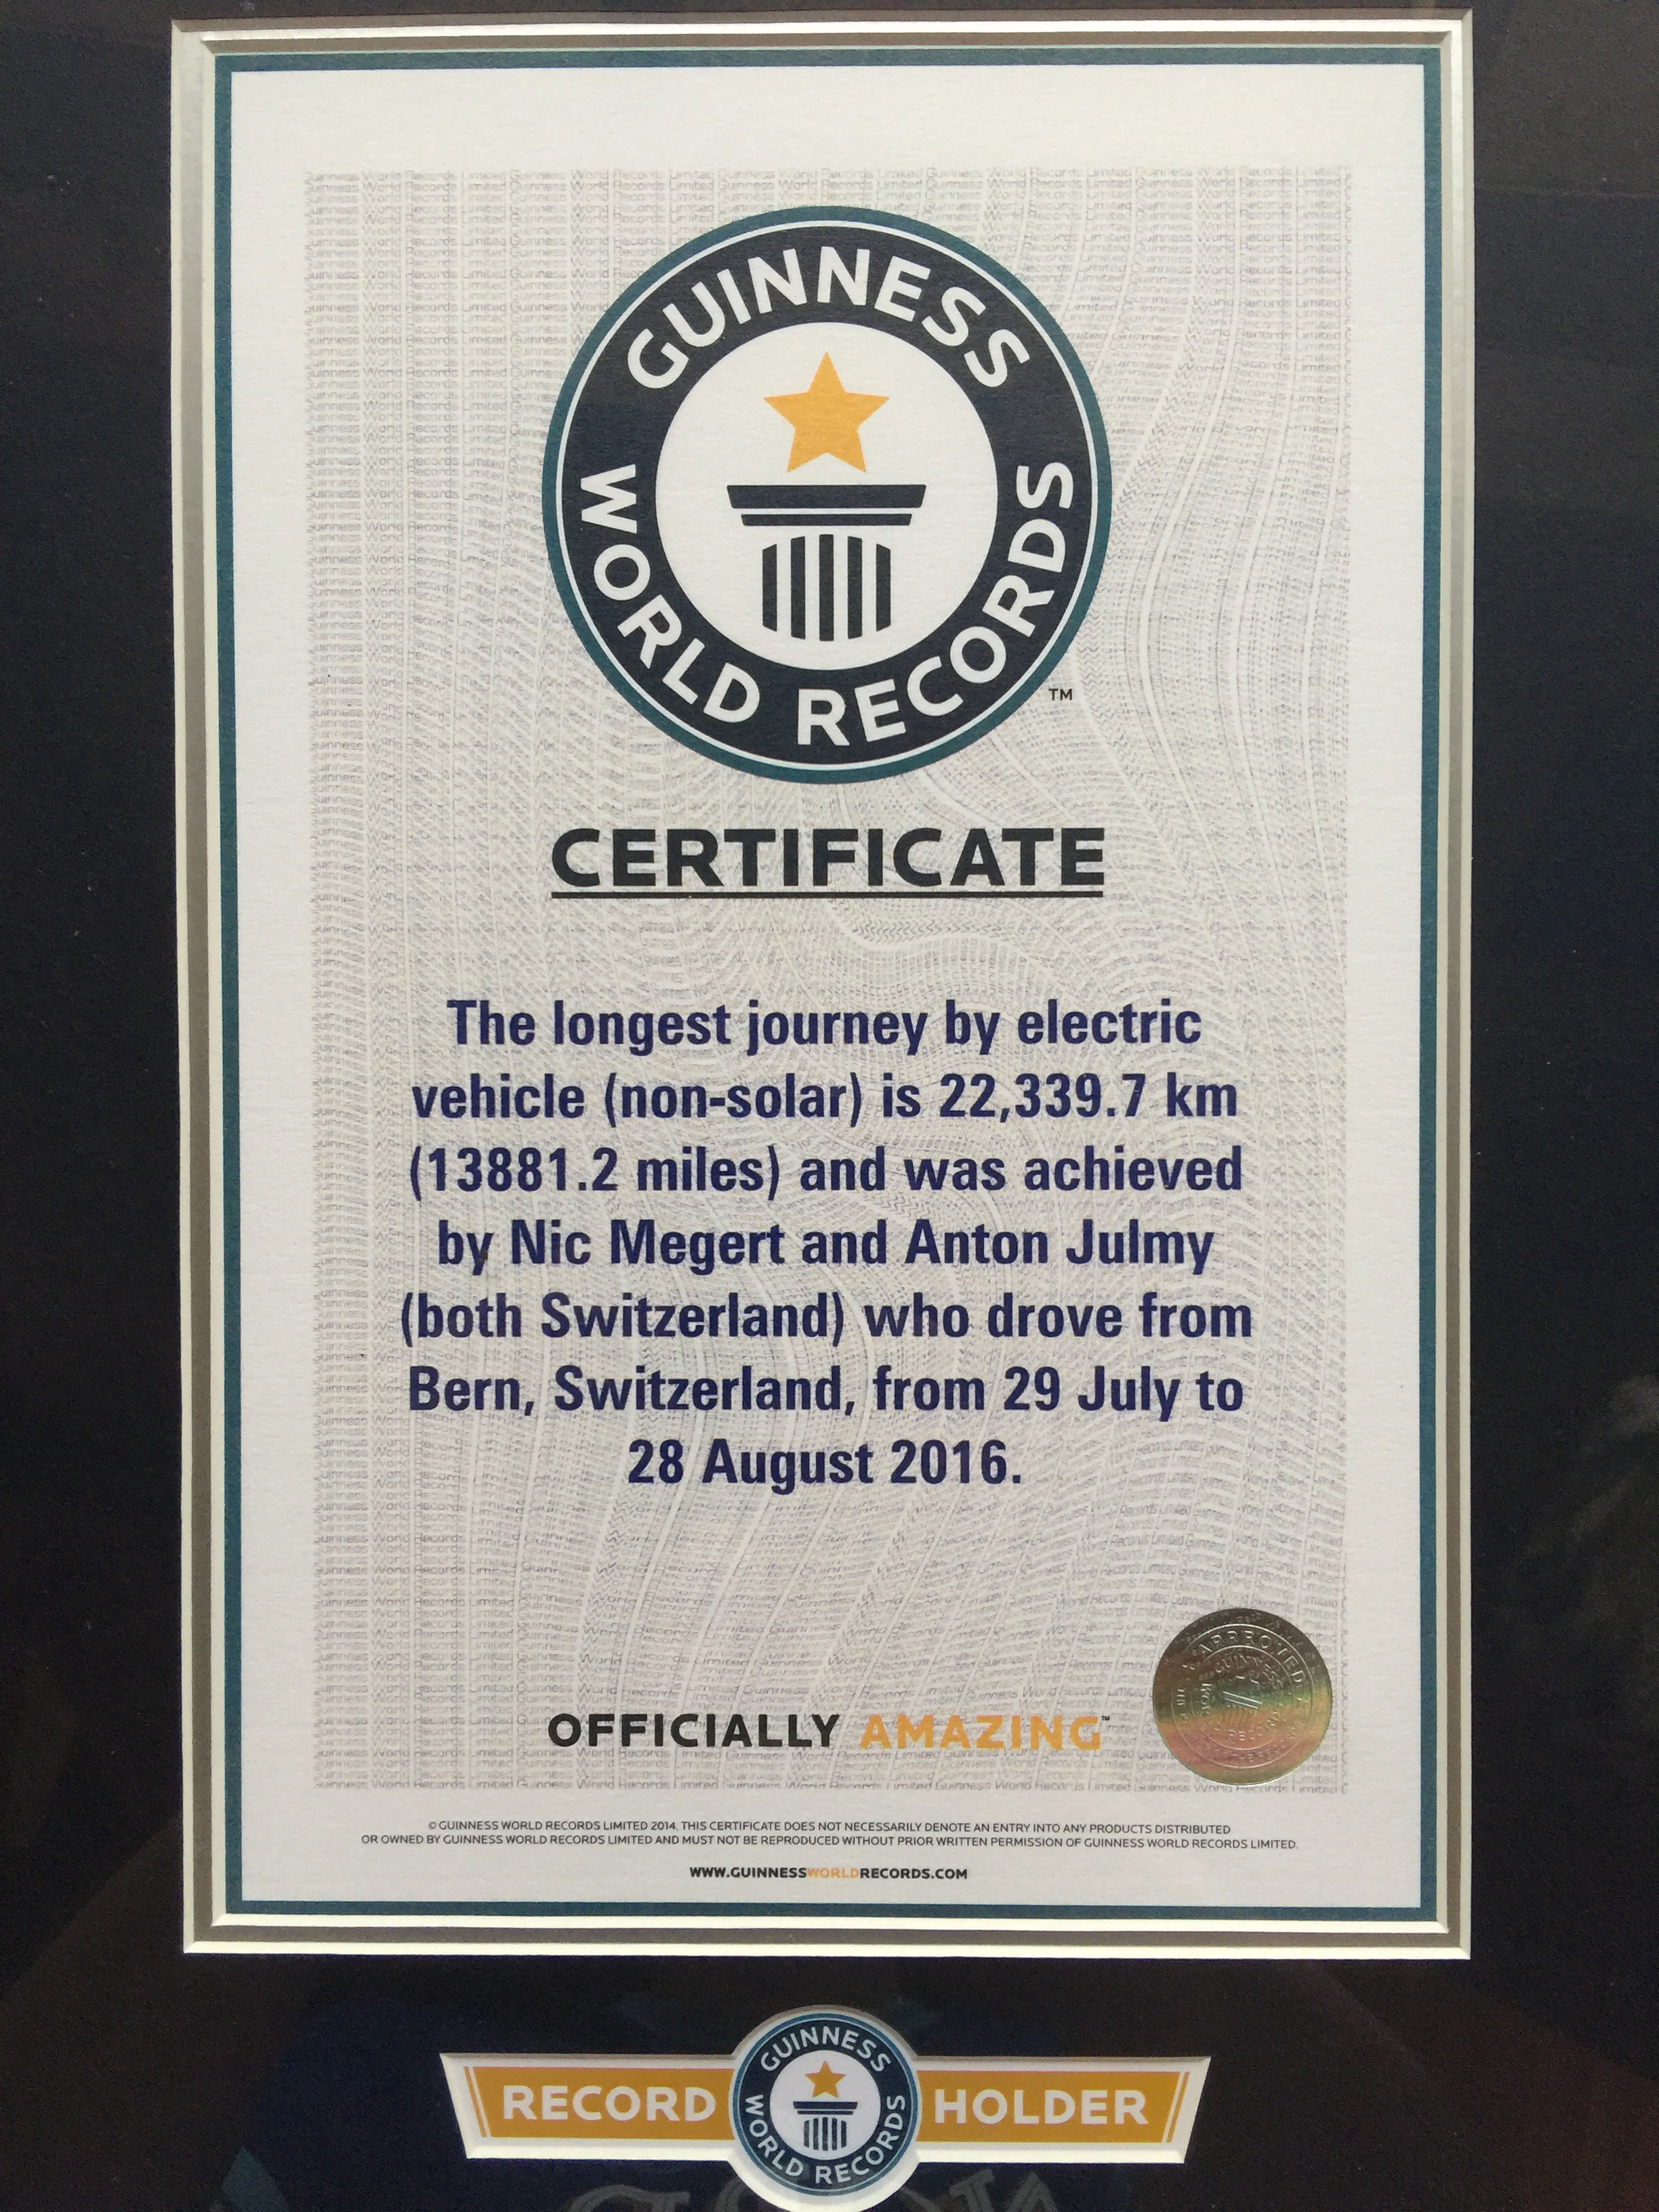 GUINNESS
WORLD RECORDS
TM
CERTIFICATE
The longest journey by electric
vehicle (non-solar) is 22,339.7 km
(13881.2 miles) and was achieved
by Nic Megert and Anton Julmy
(both Switzerland) who drove from
Bern, Switzerland, from 29 July to
28 August 2016.
APPROVED
GUINNESS
OFFICIALLY AMAZING™
© GUINNESS WORLD RECORDS LIMITED 2014. THIS CERTIFICATE DOES NOT NECESSARILY DENOTE AN ENTRY INTO ANY PRODUCTS DISTRIBUTED
OR OWNED BY GUINNESS WORLD RECORDS LIMITED AND MUST NOT BE REPRODUCED WITHOUT PRIOR WRITTEN PERMISSION OF GUINNESS WORLD RECORDS LIMITED.
WWW.GUINNESSWORLDRECORDS.COM
RECORD HOLDER
GUINNESS
WORLD RECORDS